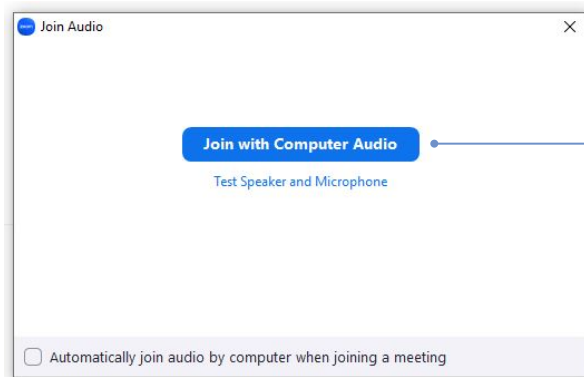 Join Audio
Join with Computer Audio
Test Speaker and Microphone
Automatically join audio by computer when joining a meeting